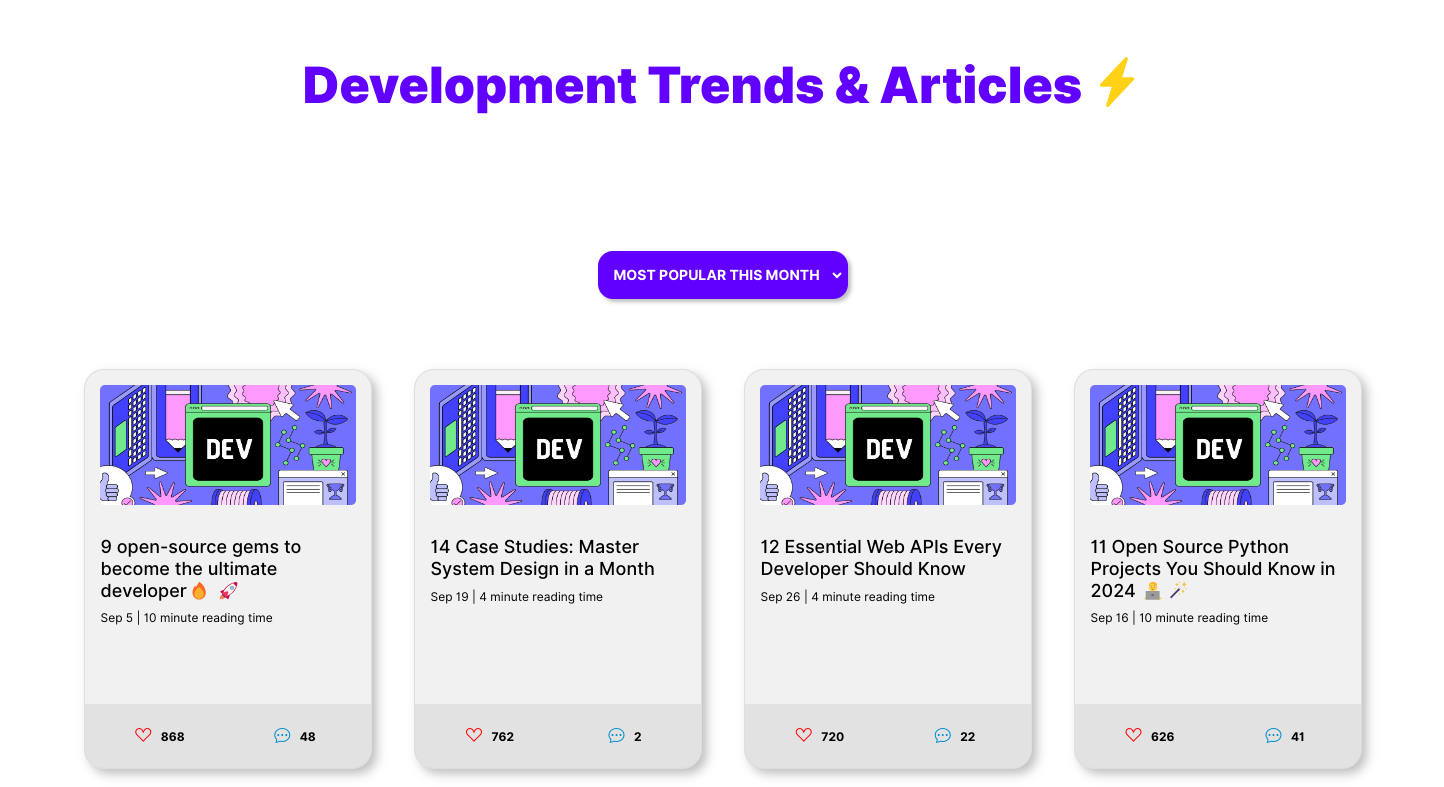 Development Trends & Articles ⚡
MOST POPULAR THIS MONTH
DEV
DEV
DEV
DEV
9 open-source gems to
become the ultimate
developer 🔥 🚀
Sep 5 | 10 minute reading time
14 Case Studies: Master
System Design in a Month
Sep 19 | 4 minute reading time
12 Essential Web APIs Every
Developer Should Know
Sep 26 | 4 minute reading time
11 Open Source Python
Projects You Should Know in
2024 🧑‍💻 🪄
Sep 16 | 10 minute reading time
868 48
762 2
720 22
626 41